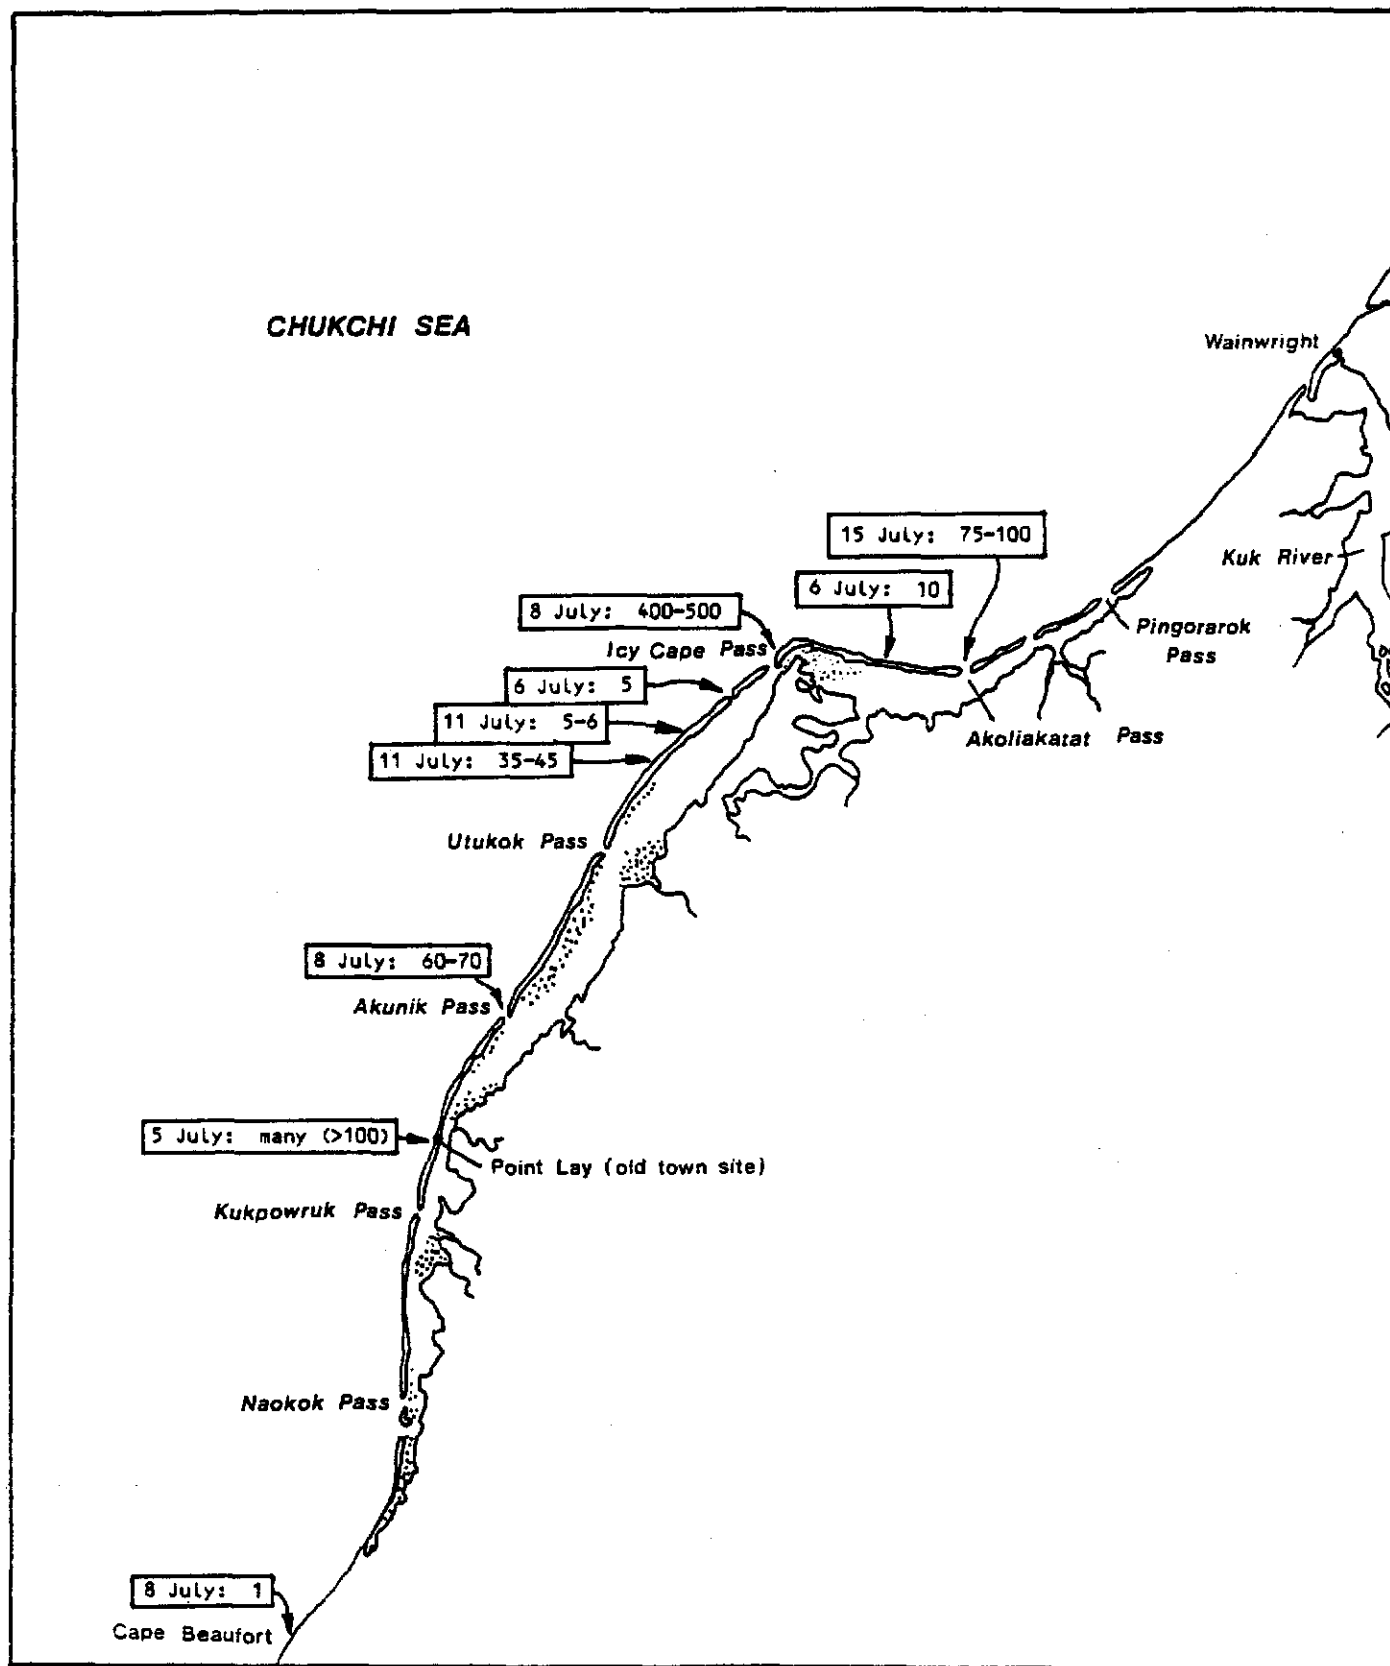 CHUKCHI SEA
Wainwright
15 July: 75-100
Kuk River
6 July: 10
8 July: 400-500
Pingorarok
Pass
Icy Cape Pass
6 July: 5
11 July: 5-6
Akoliakatat Pass
11 July: 35-45
Utukok Pass
8 July: 60-70
Akunik Pass
5 July: many (>100)
Point Lay (old town site)
Kukpowruk Pass
Naokok Pass
8 July: 1
Cape Beaufort